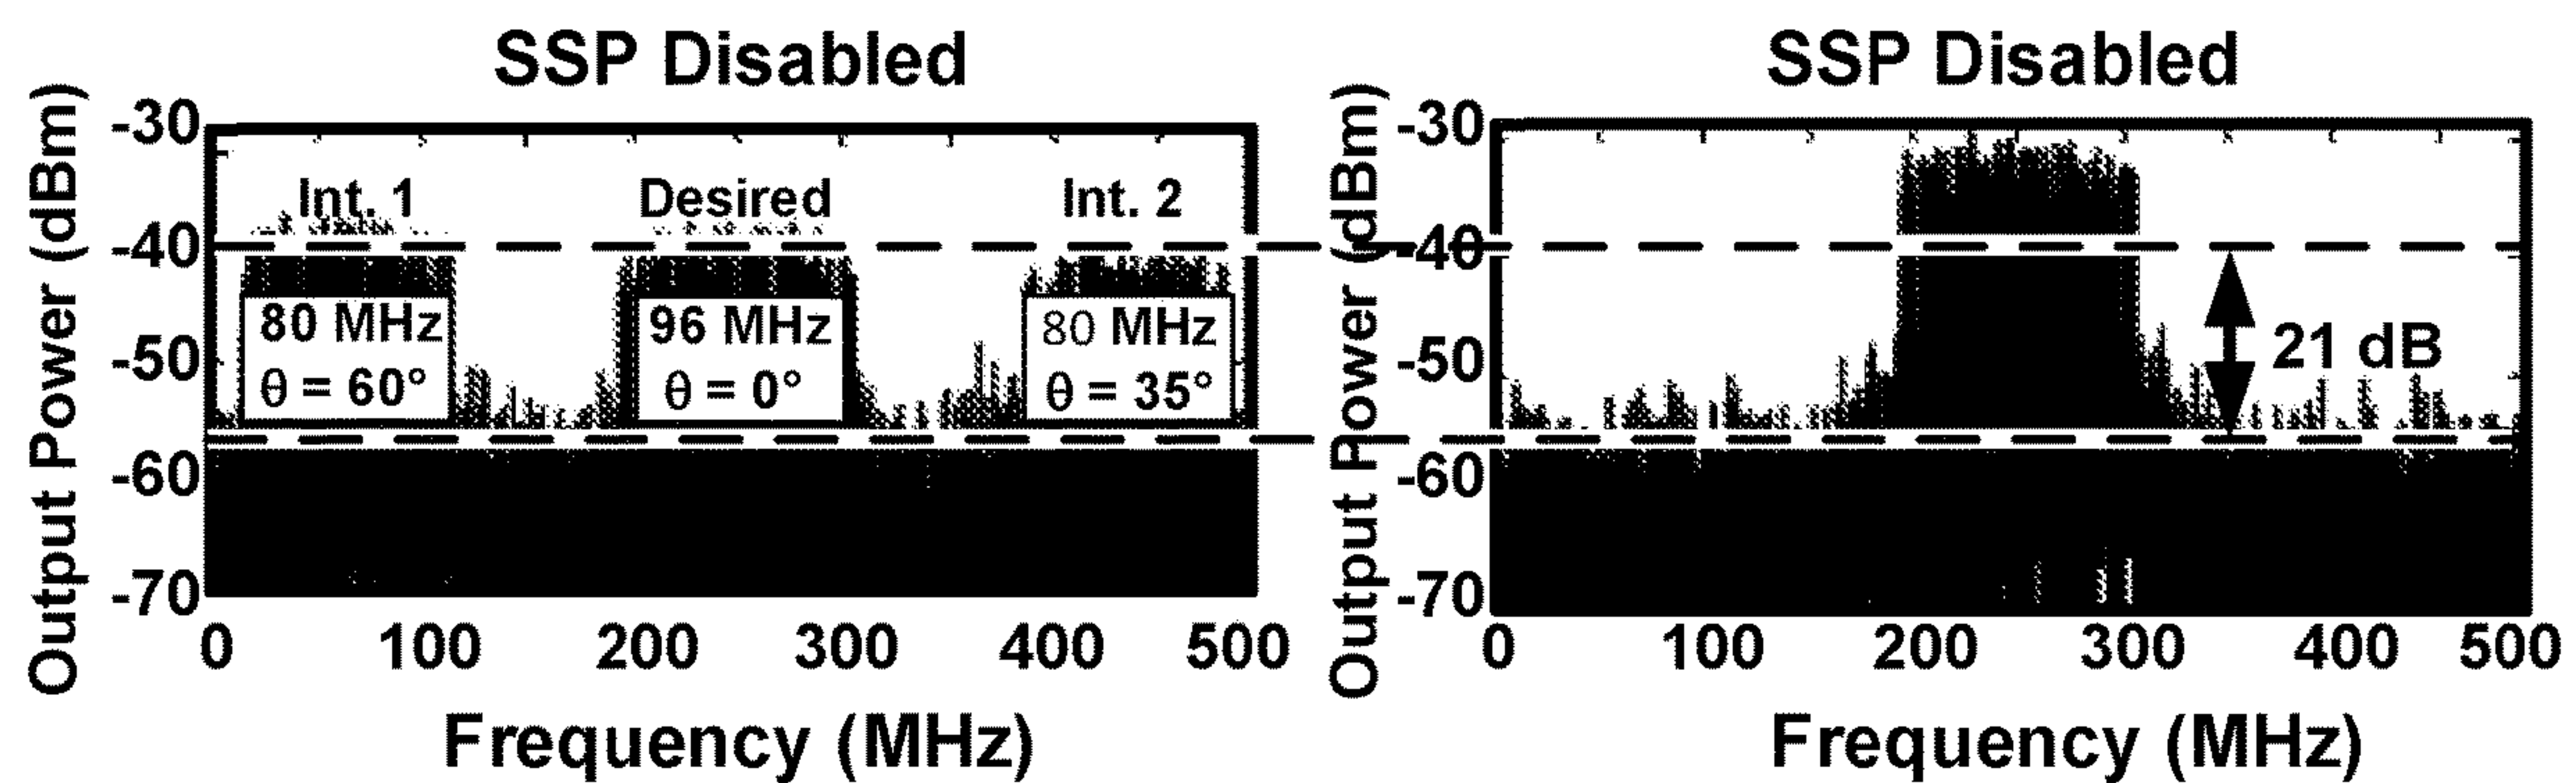 SSP Disabled
Output Power (dBm)
-30
-40
-50
-60
-70
Int. 1
Desired
Int. 2
80 MHz
θ = 60°
96 MHz
θ = 0°
80 MHz
θ = 35°
0 100 200 300 400 500
Frequency (MHz)
SSP Disabled
Output Power (dBm)
-30
-40
-50
-60
-70
21 dB
0 100 200 300 400 500
Frequency (MHz)